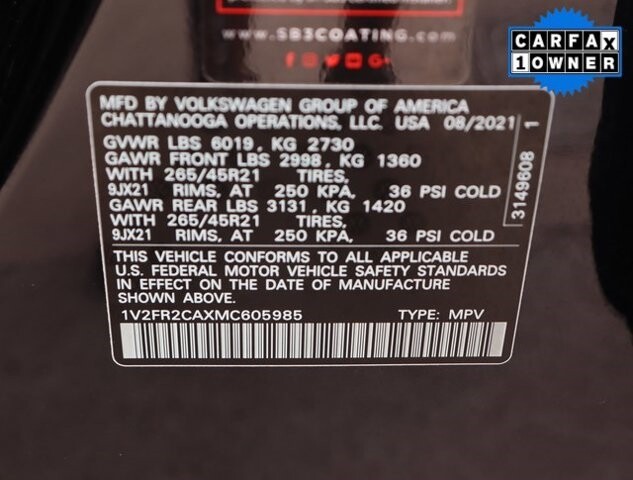 WWW.SB3COATING.COM
CARFAX
1 OWNER
MFD BY VOLKSWAGEN GROUP OF AMERICA
CHATTANOOGA OPERATIONS, LLC. USA 08/2021
GVWR LBS 6019, KG 2730
GAWR FRONT LBS 2998, KG 1360
WITH 265/45R21 TIRES,
9JX21 RIMS, AT 250 KPA, 36 PSI COLD
GAWR REAR LBS 3131, KG 1420
WITH 265/45R21 TIRES,
9JX21 RIMS, AT 250 KPA, 36 PSI COLD
3149608 1
THIS VEHICLE CONFORMS TO ALL APPLICABLE
U.S. FEDERAL MOTOR VEHICLE SAFETY STANDARDS
IN EFFECT ON THE DATE OF MANUFACTURE
SHOWN ABOVE.
1V2FR2CAXMC605985 TYPE: MPV